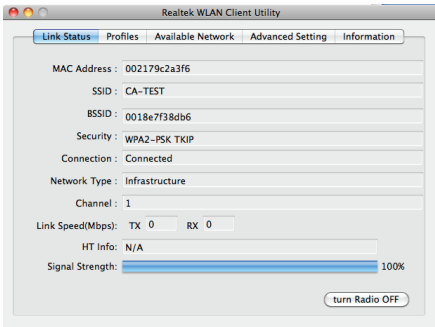 Realtek WLAN Client Utility
Link Status Profiles Available Network Advanced Setting Information
MAC Address : 002179c2a3f6
SSID : CA-TEST
BSSID : 0018e7f38db6
Security : WPA2-PSK TKIP
Connection : Connected
Network Type : Infrastructure
Channel : 1
Link Speed(Mbps): TX 0 RX 0
HT Info: N/A
Signal Strength: 100%
turn Radio OFF